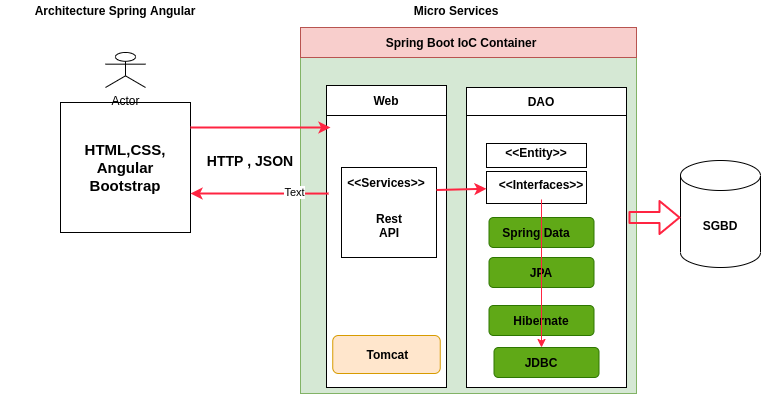 Architecture Spring Angular
Micro Services
Spring Boot IoC Container
Actor
HTML,CSS,
Angular
Bootstrap
HTTP , JSON
Text
Web
<<Services>>
Rest
API
Tomcat
DAO
<<Entity>>
<<Interfaces>>
Spring Data
JPA
Hibernate
JDBC
SGBD